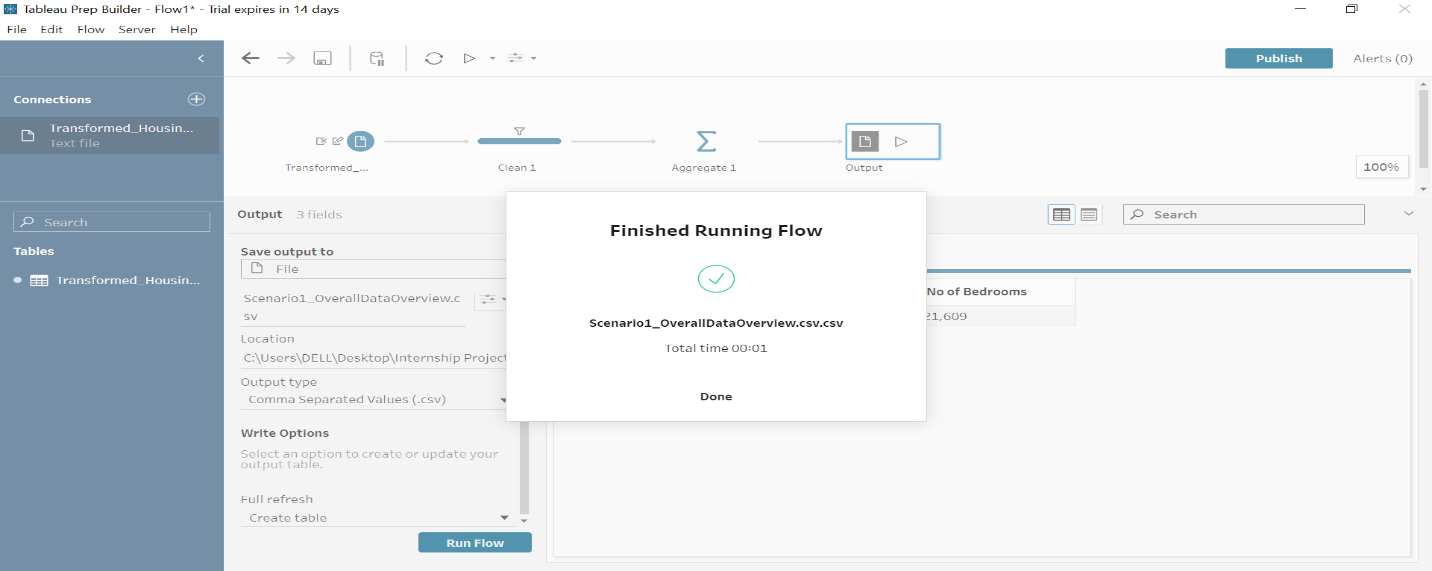 Tableau Prep Builder - Flow1* - Trial expires in 14 days
File Edit Flow Server Help
Publish
Alerts (0)
Connections
Transformed_Housin...
Text file
Search
Tables
Transformed_Housin...
Transformed_...
Clean 1
Aggregate 1
Output
100%
Output 3 fields
Search
Save output to
File
Scenario1_OverallDataOverview.c
sv
Location
C:\Users\DELL\Desktop\Internship Project
Output type
Comma Separated Values (.csv)
Write Options
Select an option to create or update your
output table.
Full refresh
Create table
Run Flow
Finished Running Flow
Scenario1_OverallDataOverview.csv.csv
Total time 00:01
Done
No of Bedrooms
21,609